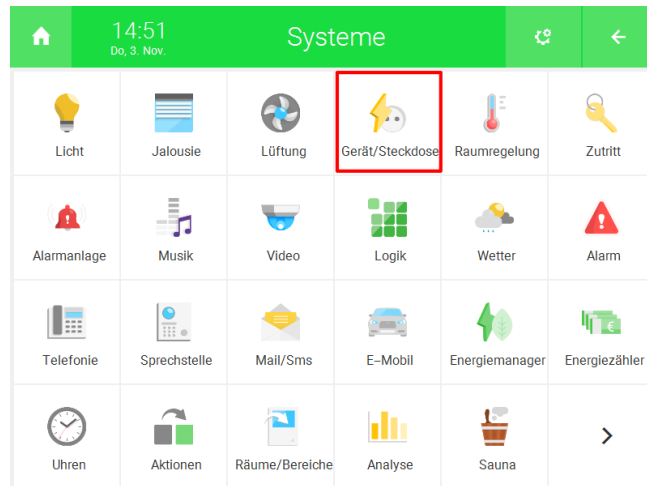 14:51
Do, 3. Nov.
Systeme
Licht
Jalousie
Lüftung
Gerät/Steckdose
Raumregelung
Zutritt
Alarmanlage
Musik
Video
Logik
Wetter
Alarm
Telefonie
Sprechstelle
Mail/Sms
E-Mobil
Energiemanager
Energiezähler
Uhren
Aktionen
Räume/Bereiche
Analyse
Sauna